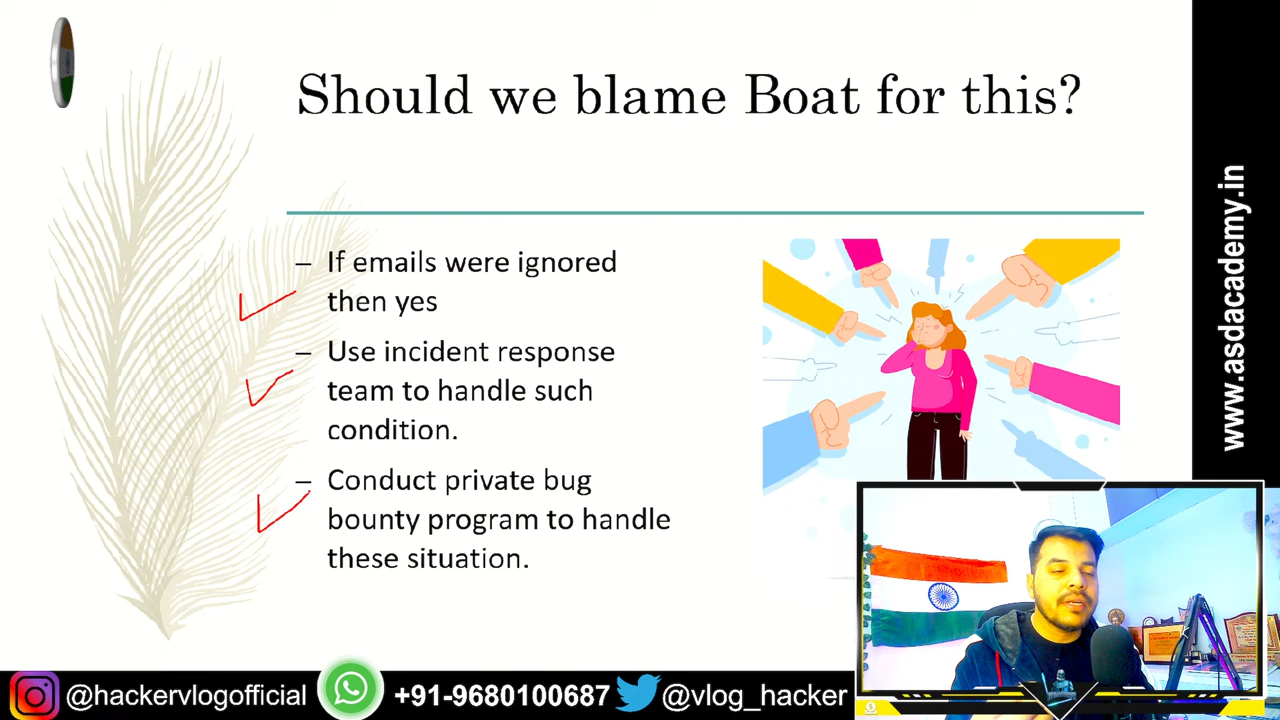 Should we blame Boat for this?
– If emails were ignored
then yes
– Use incident response
team to handle such
condition.
– Conduct private bug
bounty program to handle
these situation.
www.asdacademy.in
@hackervlogofficial
+91-9680100687
@vlog_hacker